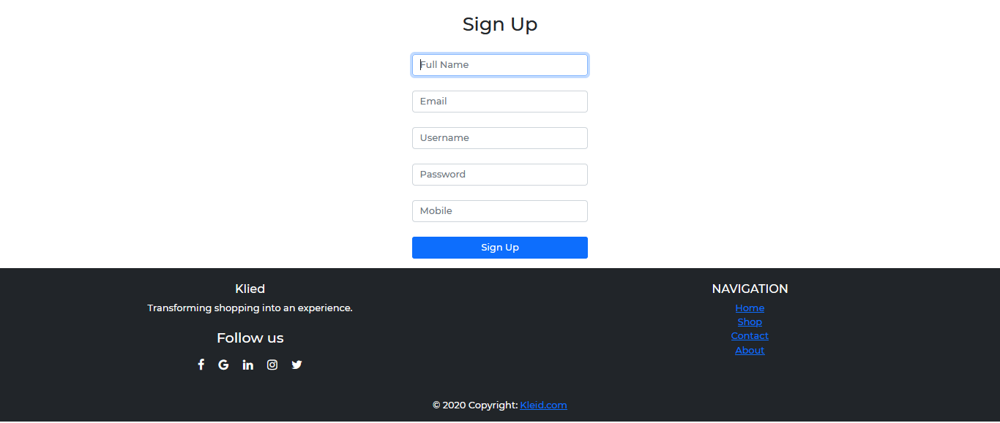 Sign Up
Full Name
Email
Username
Password
Mobile
Sign Up
Klied
Transforming shopping into an experience.
Follow us
NAVIGATION
Home
Shop
Contact
About
© 2020 Copyright: Kleid.com